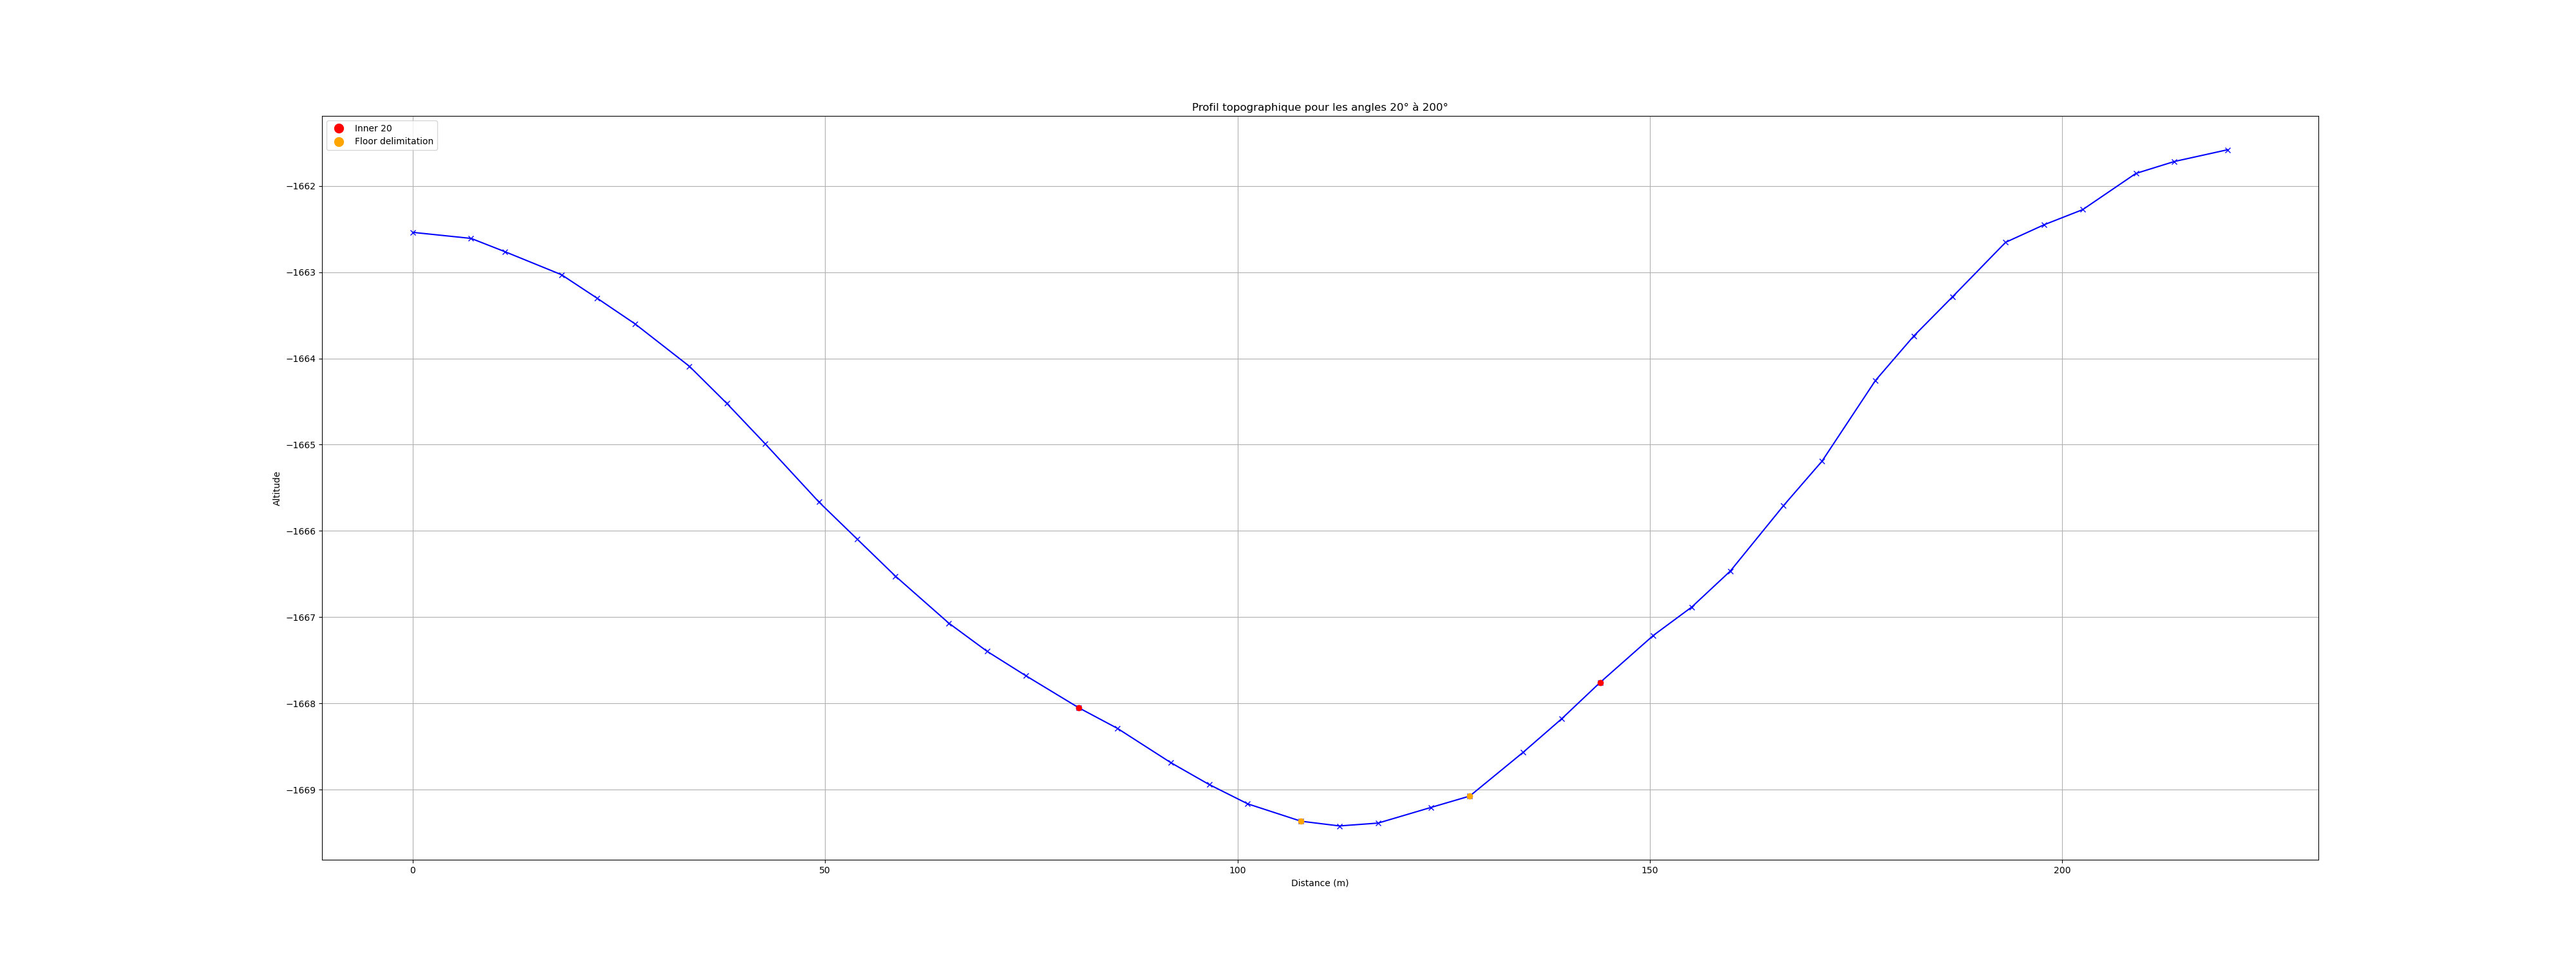 Profil topographique pour les angles 20° à 200°
Inner 20
Floor delimitation
−1662
−1663
−1664
−1665
−1666
−1667
−1668
−1669
Altitude
0
50
100
150
200
Distance (m)